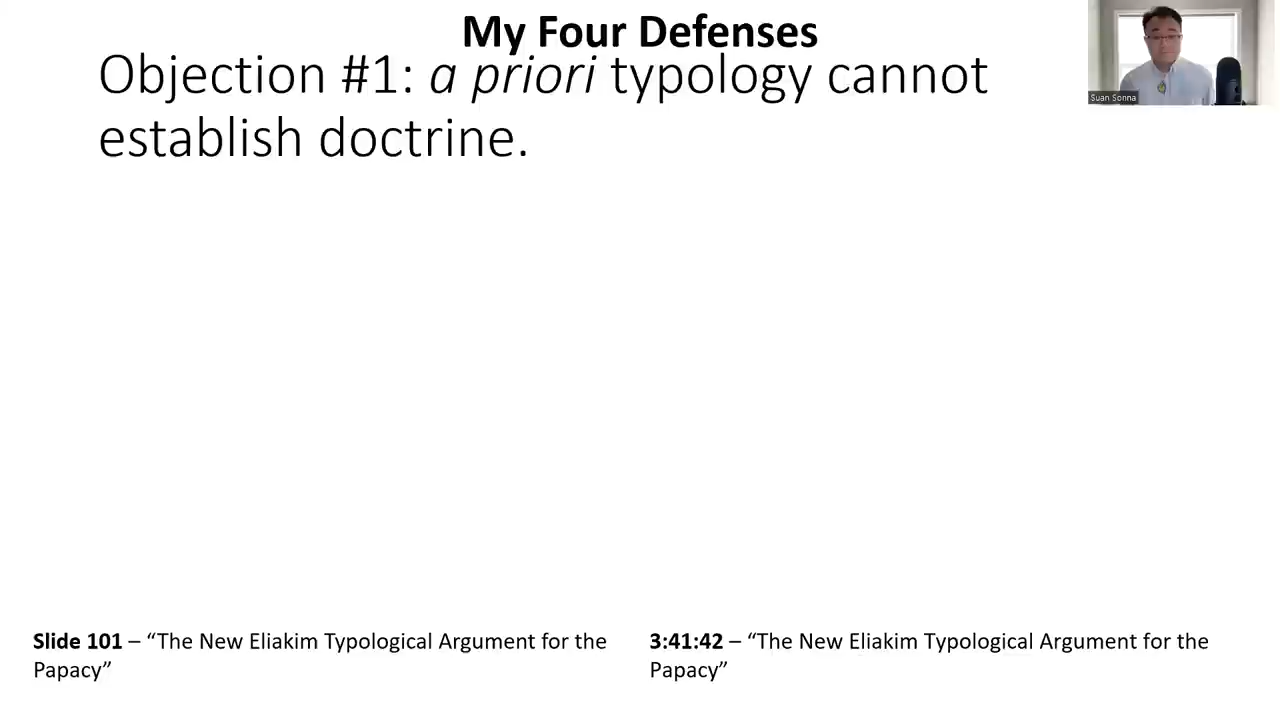 My Four Defenses
Objection #1: a priori typology cannot
establish doctrine.
Suan Sonna
Slide 101 – “The New Eliakim Typological Argument for the
Papacy”
3:41:42 – “The New Eliakim Typological Argument for the
Papacy”